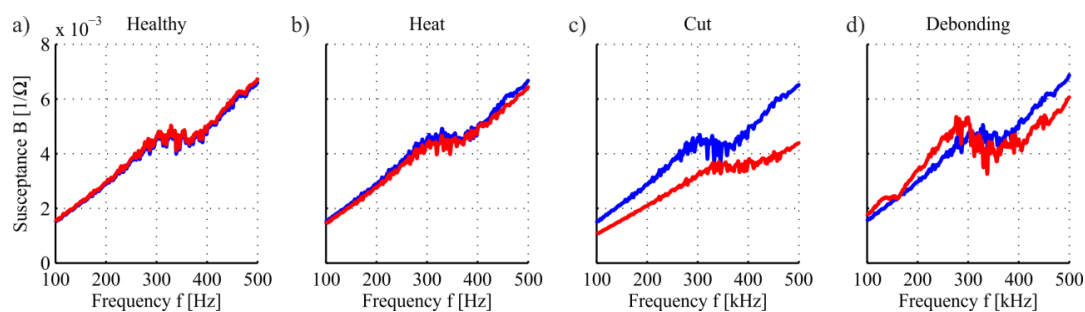 a) Healthy b) Heat c) Cut d) Debonding
x 10⁻³
8
6
4
2
0
Susceptance B [1/Ω]
100 200 300 400 500 100 200 300 400 500 100 200 300 400 500 100 200 300 400 500
Frequency f [Hz] Frequency f [Hz] Frequency f [kHz] Frequency f [kHz]